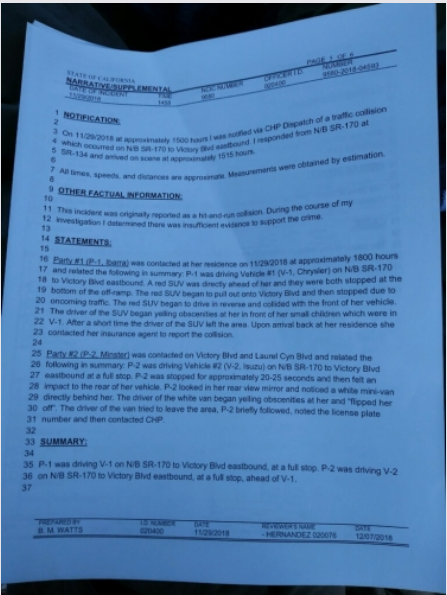 PAGE 5 OF 6
STATE OF CALIFORNIA
NARRATIVE/SUPPLEMENTAL
DATE OF INCIDENT TIME NCIC NUMBER OFFICER I.D. NUMBER
11/29/2018 1455 9580 020400 9580-2018-04593
1 NOTIFICATION:
2
3 On 11/29/2018 at approximately 1500 hours I was notified via CHP Dispatch of a traffic collision
4 which occurred on N/B SR-170 to Victory Blvd eastbound. I responded from N/B SR-170 at
5 SR-134 and arrived on scene at approximately 1515 hours.
6
7 All times, speeds, and distances are approximate. Measurements were obtained by estimation.
8
9 OTHER FACTUAL INFORMATION:
10
11 This incident was originally reported as a hit-and-run collision. During the course of my
12 investigation I determined there was insufficient evidence to support the crime.
13
14 STATEMENTS:
15
16 Party #1 (P-1, Ibarra) was contacted at her residence on 11/29/2018 at approximately 1800 hours
17 and related the following in summary: P-1 was driving Vehicle #1 (V-1, Chrysler) on N/B SR-170
18 to Victory Blvd eastbound. A red SUV was directly ahead of her and they were both stopped at the
19 bottom of the off-ramp. The red SUV began to pull out onto Victory Blvd and then stopped due to
20 oncoming traffic. The red SUV began to drive in reverse and collided with the front of her vehicle.
21 The driver of the SUV began yelling obscenities at her in front of her small children which were in
22 V-1. After a short time the driver of the SUV left the area. Upon arrival back at her residence she
23 contacted her insurance agent to report the collision.
24
25 Party #2 (P-2, Minster) was contacted on Victory Blvd and Laurel Cyn Blvd and related the
26 following in summary: P-2 was driving Vehicle #2 (V-2, Isuzu) on N/B SR-170 to Victory Blvd
27 eastbound at a full stop. P-2 was stopped for approximately 20-25 seconds and then felt an
28 impact to the rear of her vehicle. P-2 looked in her rear view mirror and noticed a white mini-van
29 directly behind her. The driver of the white van began yelling obscenities at her and "flipped her
30 off". The driver of the van tried to leave the area, P-2 briefly followed, noted the license plate
31 number and then contacted CHP.
32
33 SUMMARY:
34
35 P-1 was driving V-1 on N/B SR-170 to Victory Blvd eastbound, at a full stop. P-2 was driving V-2
36 on N/B SR-170 to Victory Blvd eastbound, at a full stop, ahead of V-1.
37
PREPARED BY I.D. NUMBER DATE REVIEWER'S NAME DATE
R. M. WATTS 020400 11/29/2018 - HERNANDEZ 020076 12/07/2018